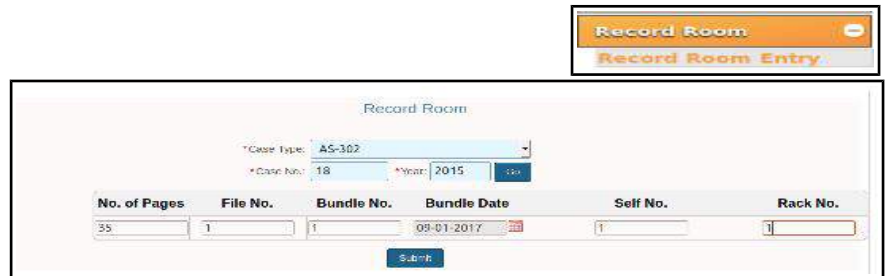 Record Room
Record Room Entry
Record Room
*Case Type: AS-302
*Case No.: 18 *Year: 2015 Go
No. of Pages File No. Bundle No. Bundle Date Self No. Rack No.
35 1 1 09-01-2017 1 1
Submit